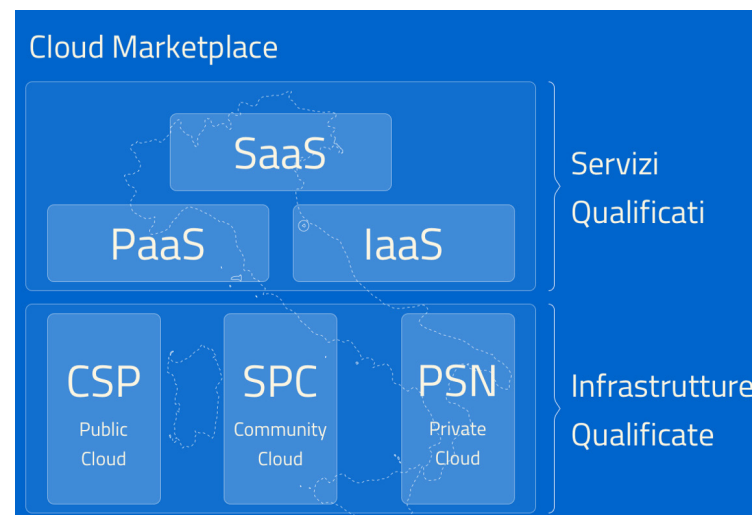 Cloud Marketplace
SaaS
PaaS
IaaS
Servizi
Qualificati
CSP
Public
Cloud
SPC
Community
Cloud
PSN
Private
Cloud
Infrastrutture
Qualificate